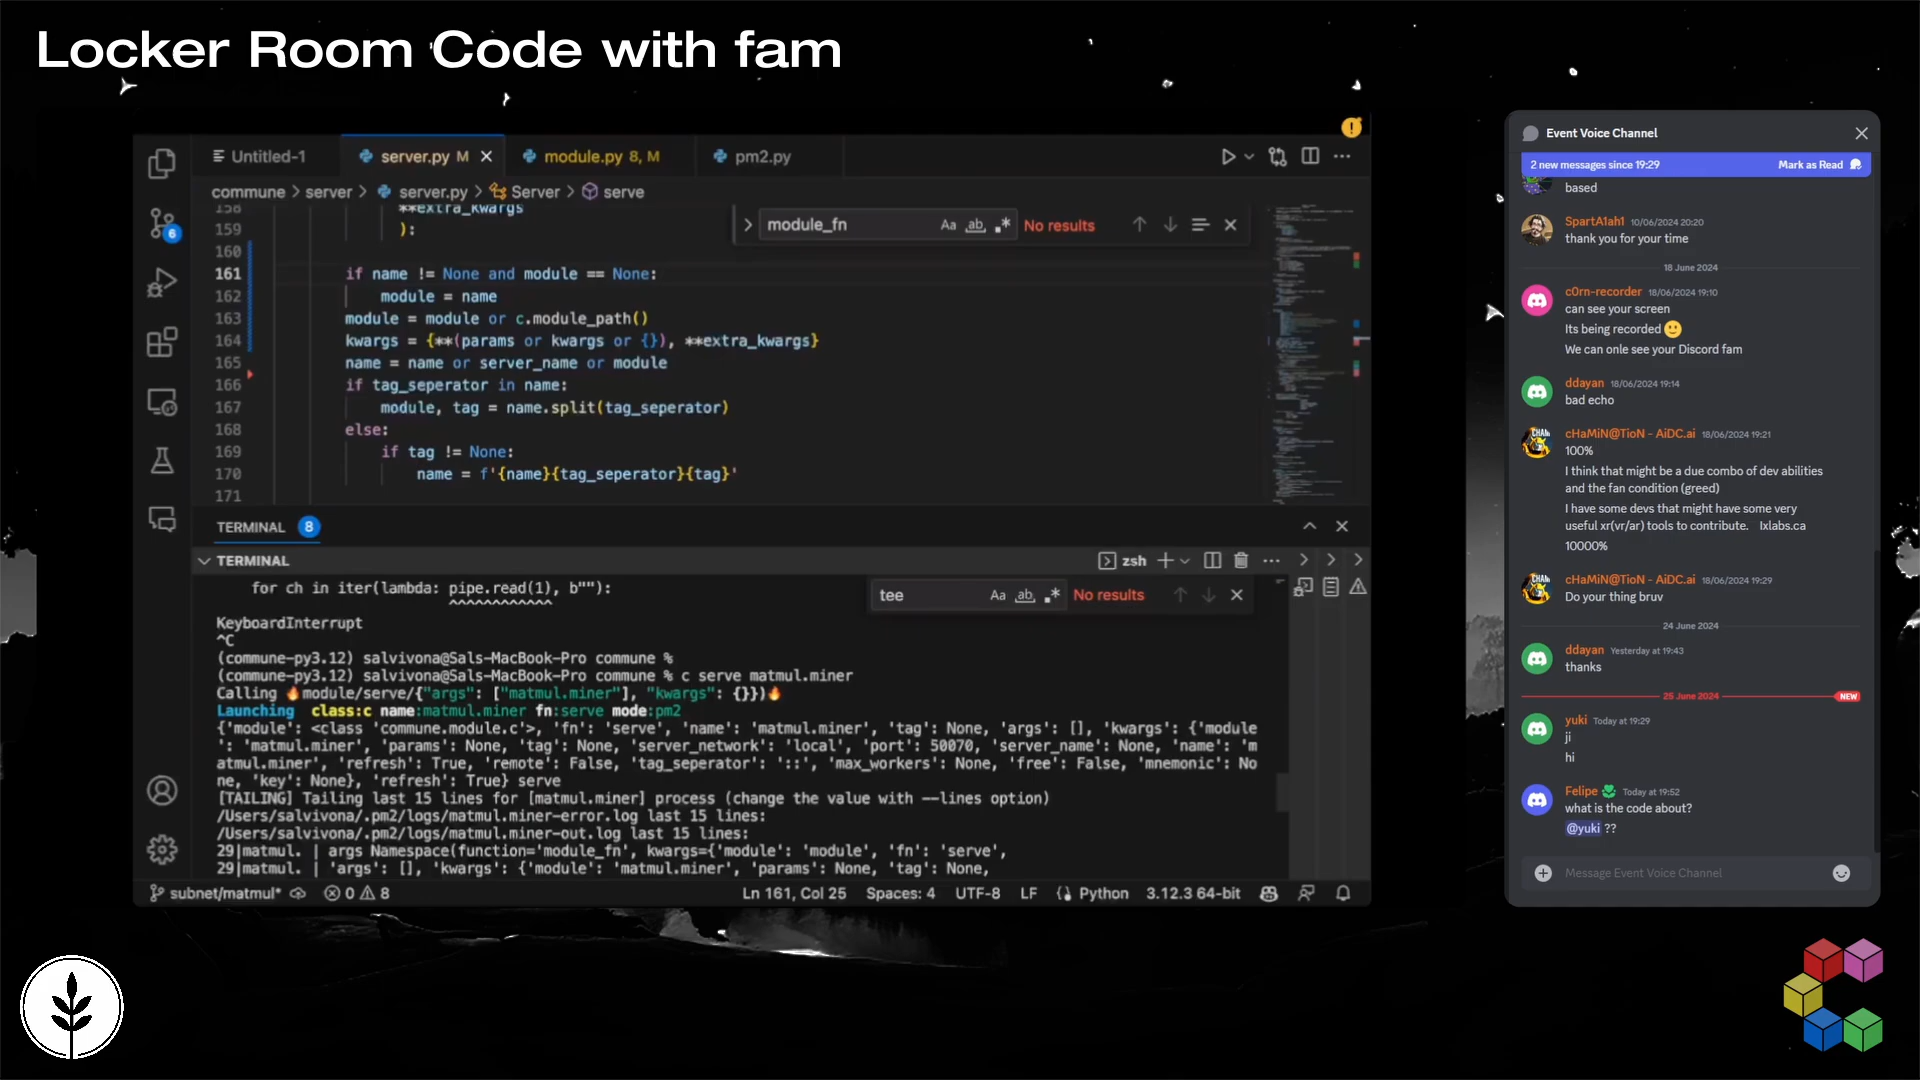 Locker Room Code with fam
Untitled-1
server.py M
module.py 8, M
pm2.py
commune > server > server.py > Server > serve
158 **extra_kwargs
159 ):
160
161 if name != None and module == None:
162 module = name
163 module = module or c.module_path()
164 kwargs = {**(params or kwargs or {}), **extra_kwargs}
165 name = name or server_name or module
166 if tag_seperator in name:
167 module, tag = name.split(tag_seperator)
168 else:
169 if tag != None:
170 name = f'{name}{tag_seperator}{tag}'
171
module_fn
Aa ab .*
No results
TERMINAL 8
TERMINAL
zsh
for ch in iter(lambda: pipe.read(1), b""):
^^^^^^^^^^^^
tee
Aa ab .*
No results
KeyboardInterrupt
^C
(commune-py3.12) salvivona@Sals-MacBook-Pro commune %
(commune-py3.12) salvivona@Sals-MacBook-Pro commune % c serve matmul.miner
Calling 🔥module/serve/{"args": ["matmul.miner"], "kwargs": {}})🔥
Launching class:c name:matmul.miner fn:serve mode:pm2
{'module': <class 'commune.module.c'>, 'fn': 'serve', 'name': 'matmul.miner', 'tag': None, 'args': [], 'kwargs': {'module
': 'matmul.miner', 'params': None, 'tag': None, 'server_network': 'local', 'port': 50070, 'server_name': None, 'name': 'm
atmul.miner', 'refresh': True, 'remote': False, 'tag_seperator': '::', 'max_workers': None, 'free': False, 'mnemonic': No
ne, 'key': None}, 'refresh': True} serve
[TAILING] Tailing last 15 lines for [matmul.miner] process (change the value with --lines option)
/Users/salvivona/.pm2/logs/matmul.miner-error.log last 15 lines:
/Users/salvivona/.pm2/logs/matmul.miner-out.log last 15 lines:
29|matmul. | args Namespace(function='module_fn', kwargs={'module': 'module', 'fn': 'serve',
29|matmul. | 'args': [], 'kwargs': {'module': 'matmul.miner', 'params': None, 'tag': None,
6
subnet/matmul* 0 8 Ln 161, Col 25 Spaces: 4 UTF-8 LF Python 3.12.3 64-bit
Event Voice Channel
2 new messages since 19:29 Mark as Read
based
SpartA1ah1 10/06/2024 20:20
thank you for your time
18 June 2024
c0rn-recorder 18/06/2024 19:10
can see your screen
Its being recorded 🙂
We can onle see your Discord fam
ddayan 18/06/2024 19:14
bad echo
cHaMiN@TioN - AiDC.ai 18/06/2024 19:21
100%
I think that might be a due combo of dev abilities
and the fan condition (greed)
I have some devs that might have some very
useful xr(vr/ar) tools to contribute. lxlabs.ca
10000%
cHaMiN@TioN - AiDC.ai 18/06/2024 19:29
Do your thing bruv
24 June 2024
ddayan Yesterday at 19:43
thanks
25 June 2024 NEW
yuki Today at 19:29
ji
hi
Felipe Today at 19:52
what is the code about?
@yuki ??
Message Event Voice Channel